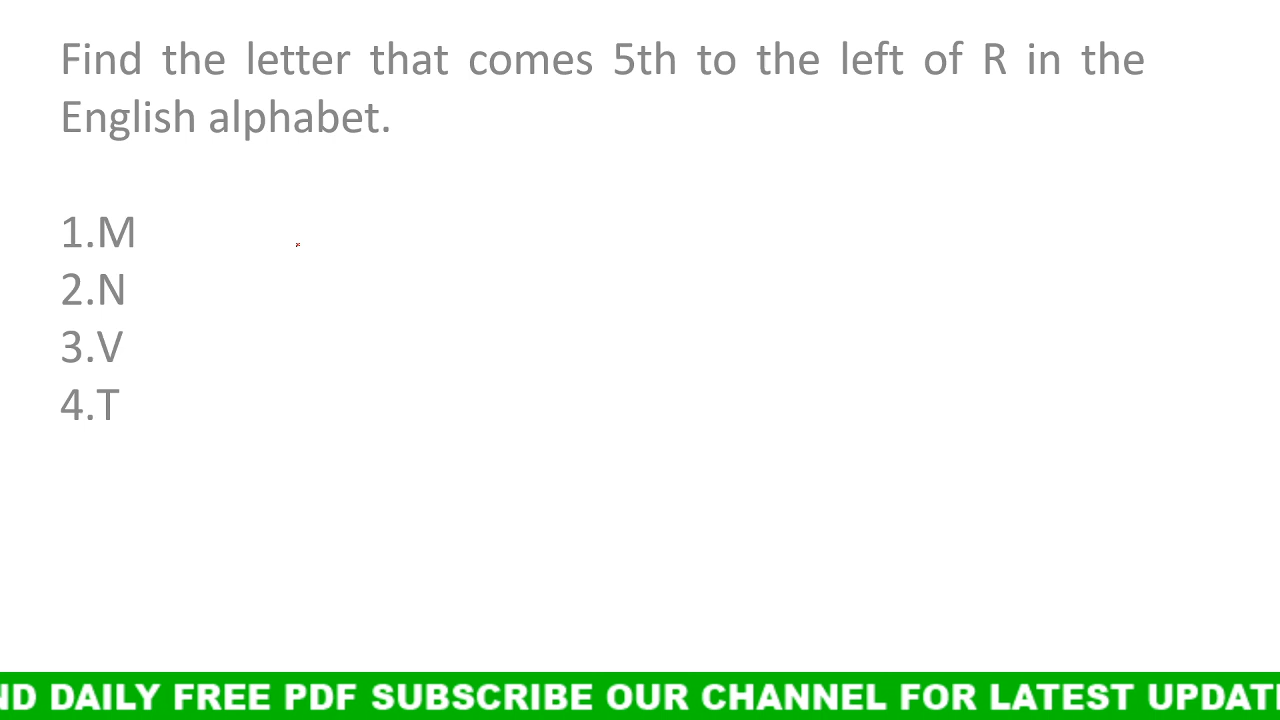 Find the letter that comes 5th to the left of R in the
English alphabet.
1.M
2.N
3.V
4.T
ND DAILY FREE PDF SUBSCRIBE OUR CHANNEL FOR LATEST UPDAT